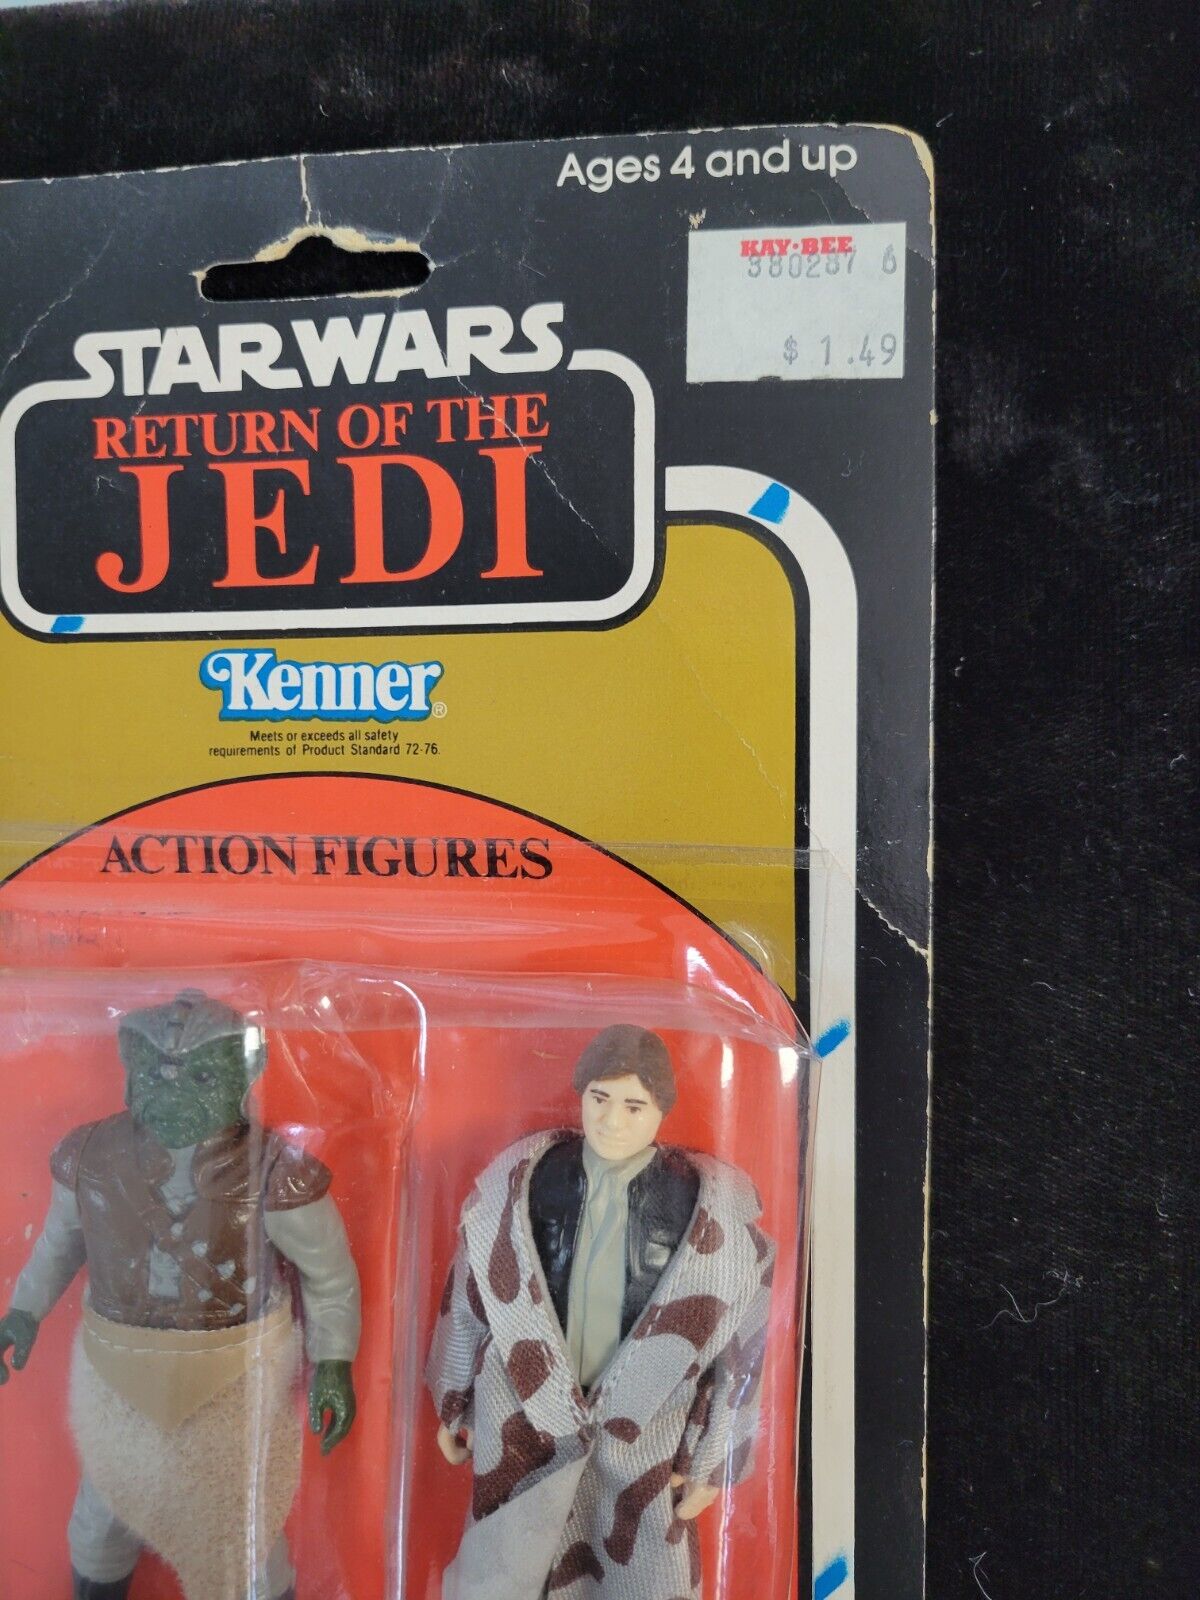 Ages 4 and up
KAY·BEE
380287 6
$ 1.49
STAR WARS
RETURN OF THE
JEDI
Kenner®
Meets or exceeds all safety
requirements of Product Standard 72-76.
ACTION FIGURES